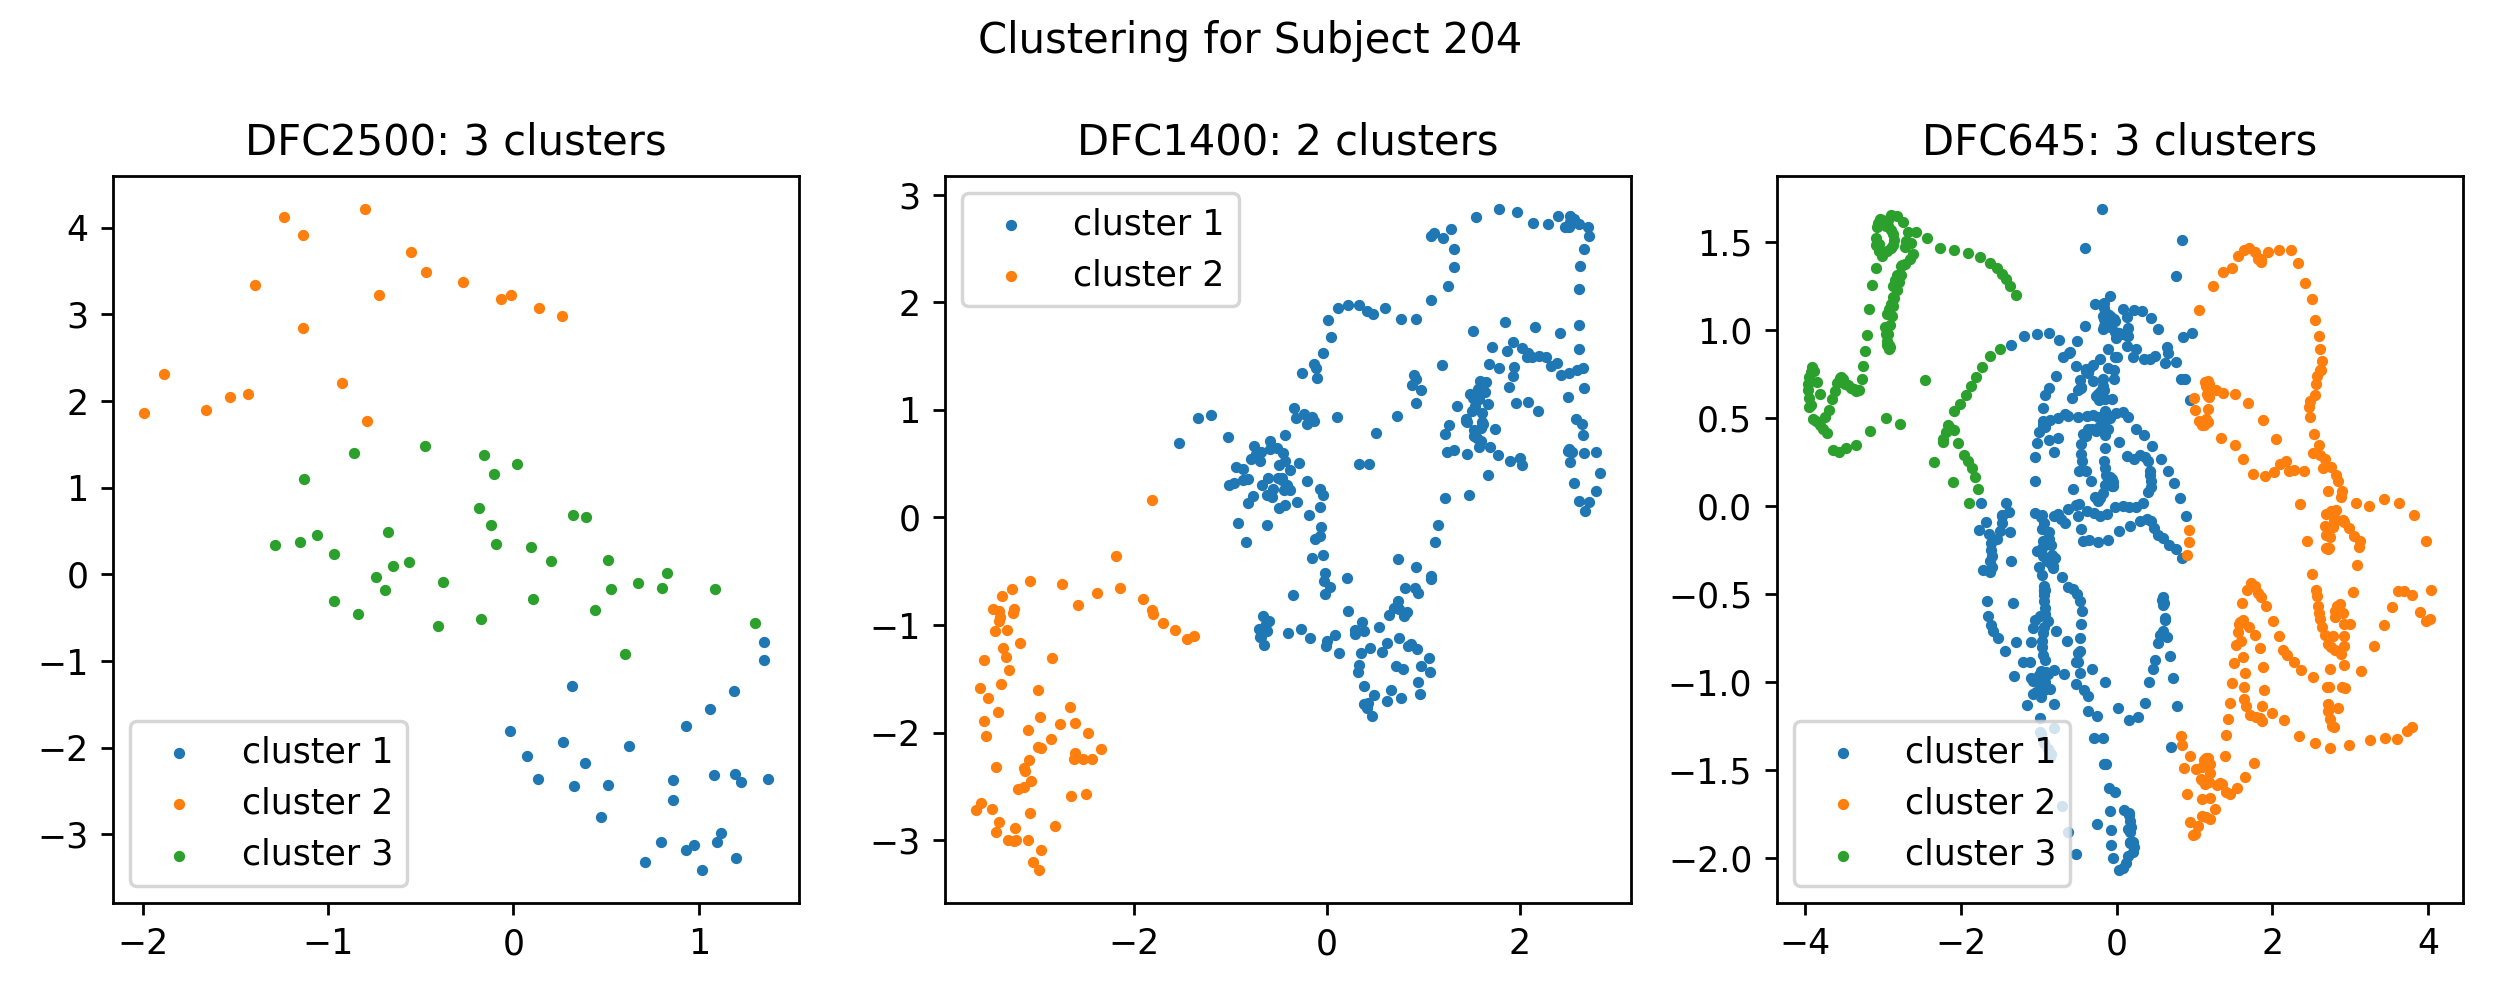 Clustering for Subject 204
DFC2500: 3 clusters
4
3
2
1
0
−1
−2
−3
−2
−1
0
1
cluster 1
cluster 2
cluster 3
DFC1400: 2 clusters
3
2
1
0
−1
−2
−3
−2
0
2
cluster 1
cluster 2
DFC645: 3 clusters
1.5
1.0
0.5
0.0
−0.5
−1.0
−1.5
−2.0
−4
−2
0
2
4
cluster 1
cluster 2
cluster 3